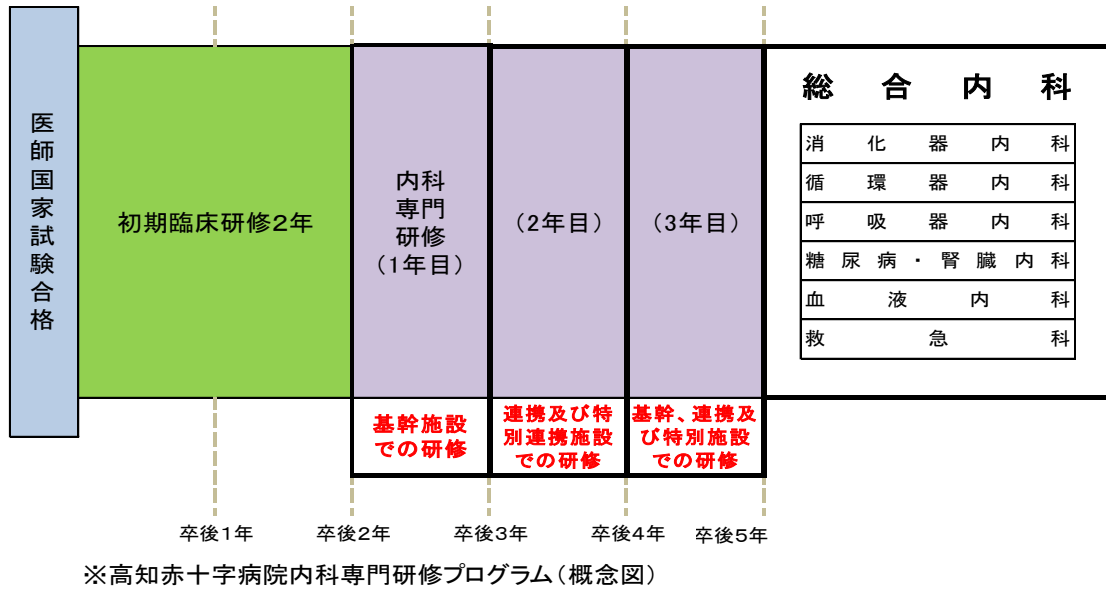 医師国家試験合格
初期臨床研修2年
内科
専門
研修
（1年目）
（2年目）
（3年目）
基幹施設
での研修
連携及び特
別連携施設
での研修
基幹、連携及
び特別施設
での研修
総合内科
消化器内科
循環器内科
呼吸器内科
糖尿病・腎臓内科
血液内科
救急科
卒後1年
卒後2年
卒後3年
卒後4年
卒後5年
※高知赤十字病院内科専門研修プログラム（概念図）